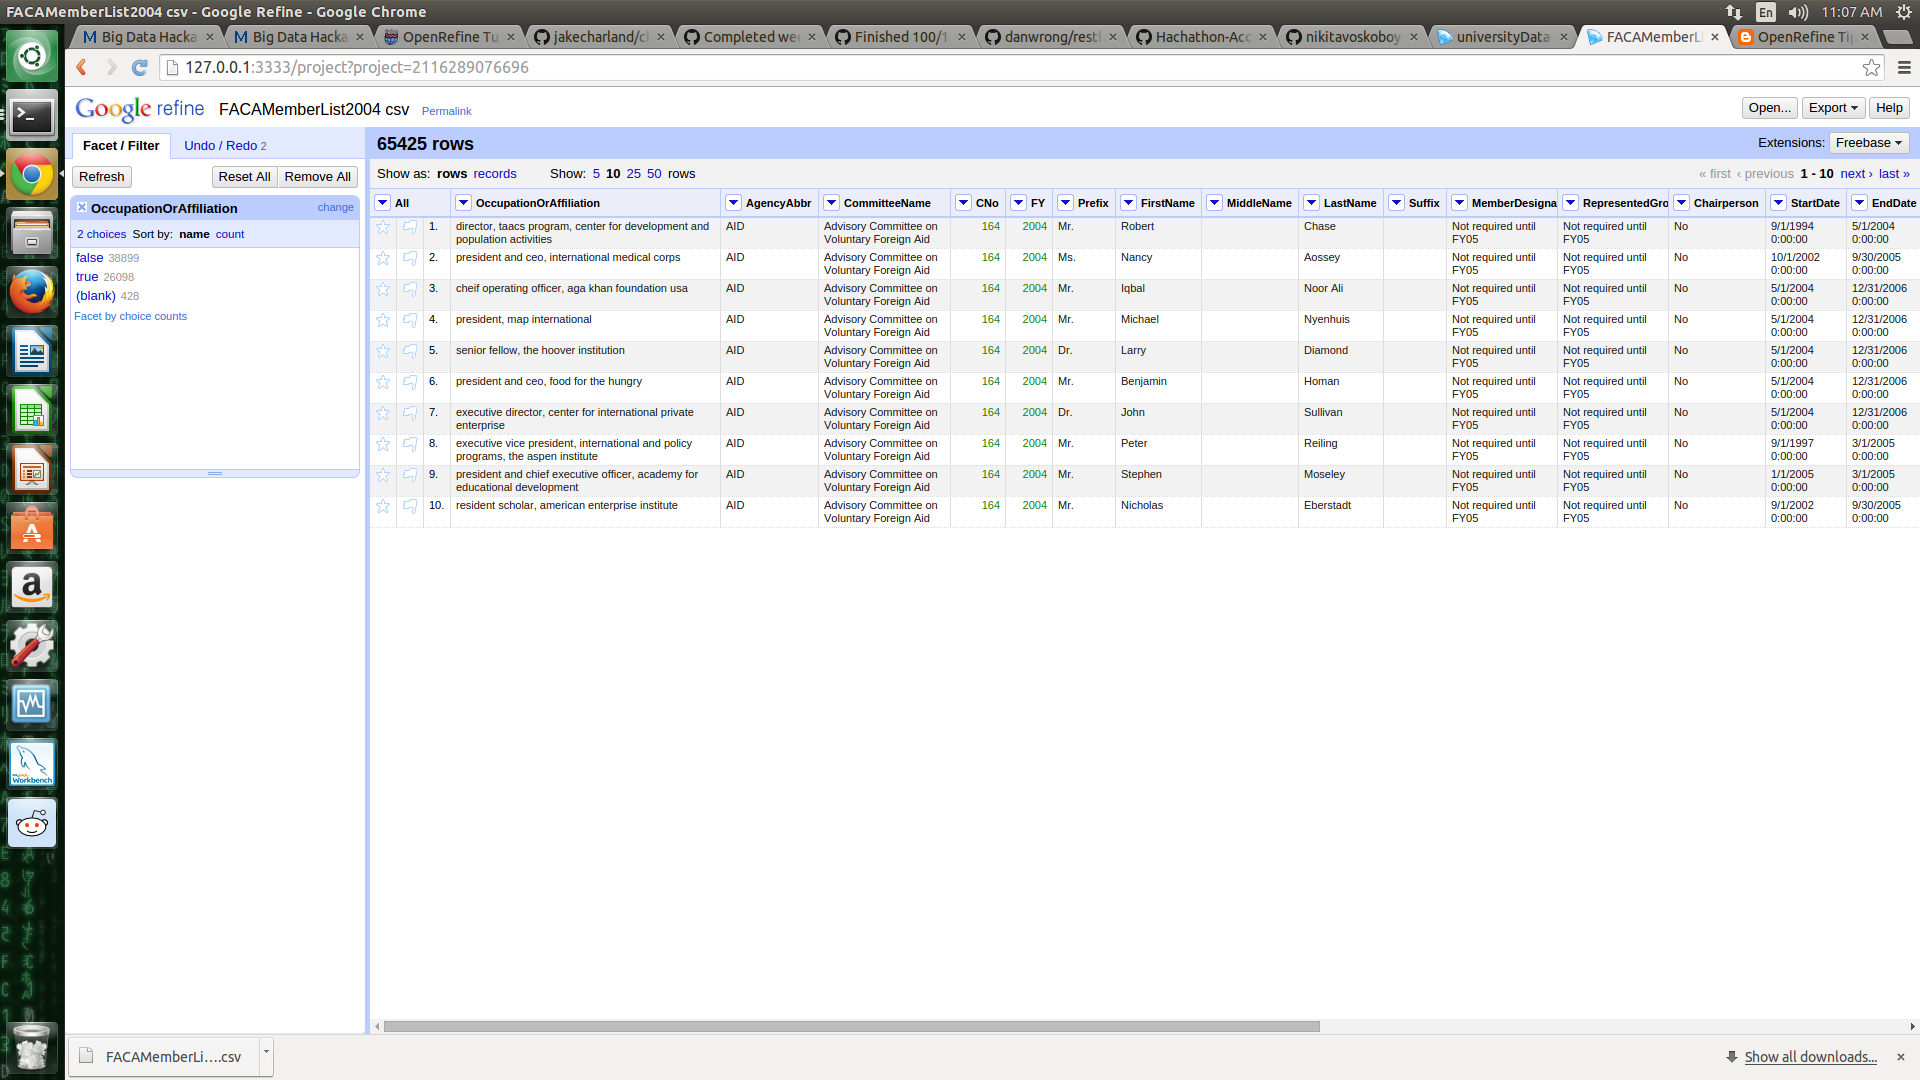 FACAMemberList2004 csv - Google Refine - Google Chrome
En 11:07 AM
Big Data Hacka Big Data Hacka OpenRefine Tu jakecharland/cl Completed wee Finished 100/1 danwrong/restl Hachathon-Acc nikitavoskoboy universityData FACAMemberL OpenRefine Tip
127.0.0.1:3333/project?project=2116289076696
Google refine FACAMemberList2004 csv Permalink Open... Export Help
Facet / Filter Undo / Redo 2 65425 rows Extensions: Freebase
Refresh Reset All Remove All Show as: rows records Show: 5 10 25 50 rows « first ‹ previous 1 - 10 next › last »
OccupationOrAffiliation change
2 choices Sort by: name count
false 38899
true 26098
(blank) 428
Facet by choice counts
All OccupationOrAffiliation AgencyAbbr CommitteeName CNo FY Prefix FirstName MiddleName LastName Suffix MemberDesigna RepresentedGro Chairperson StartDate EndDate
1. director, taacs program, center for development and AID Advisory Committee on 164 2004 Mr. Robert Chase Not required until Not required until No 9/1/1994 5/1/2004
population activities Voluntary Foreign Aid FY05 FY05 0:00:00 0:00:00
2. president and ceo, international medical corps AID Advisory Committee on 164 2004 Ms. Nancy Aossey Not required until Not required until No 10/1/2002 9/30/2005
Voluntary Foreign Aid FY05 FY05 0:00:00 0:00:00
3. cheif operating officer, aga khan foundation usa AID Advisory Committee on 164 2004 Mr. Iqbal Noor Ali Not required until Not required until No 5/1/2004 12/31/2006
Voluntary Foreign Aid FY05 FY05 0:00:00 0:00:00
4. president, map international AID Advisory Committee on 164 2004 Mr. Michael Nyenhuis Not required until Not required until No 5/1/2004 12/31/2006
Voluntary Foreign Aid FY05 FY05 0:00:00 0:00:00
5. senior fellow, the hoover institution AID Advisory Committee on 164 2004 Dr. Larry Diamond Not required until Not required until No 5/1/2004 12/31/2006
Voluntary Foreign Aid FY05 FY05 0:00:00 0:00:00
6. president and ceo, food for the hungry AID Advisory Committee on 164 2004 Mr. Benjamin Homan Not required until Not required until No 5/1/2004 12/31/2006
Voluntary Foreign Aid FY05 FY05 0:00:00 0:00:00
7. executive director, center for international private AID Advisory Committee on 164 2004 Dr. John Sullivan Not required until Not required until No 5/1/2004 12/31/2006
enterprise Voluntary Foreign Aid FY05 FY05 0:00:00 0:00:00
8. executive vice president, international and policy AID Advisory Committee on 164 2004 Mr. Peter Reiling Not required until Not required until No 9/1/1997 3/1/2005
programs, the aspen institute Voluntary Foreign Aid FY05 FY05 0:00:00 0:00:00
9. president and chief executive officer, academy for AID Advisory Committee on 164 2004 Mr. Stephen Moseley Not required until Not required until No 1/1/2005 3/1/2005
educational development Voluntary Foreign Aid FY05 FY05 0:00:00 0:00:00
10. resident scholar, american enterprise institute AID Advisory Committee on 164 2004 Mr. Nicholas Eberstadt Not required until Not required until No 9/1/2002 9/30/2005
Voluntary Foreign Aid FY05 FY05 0:00:00 0:00:00
Workbench
FACAMemberLi....csv Show all downloads...